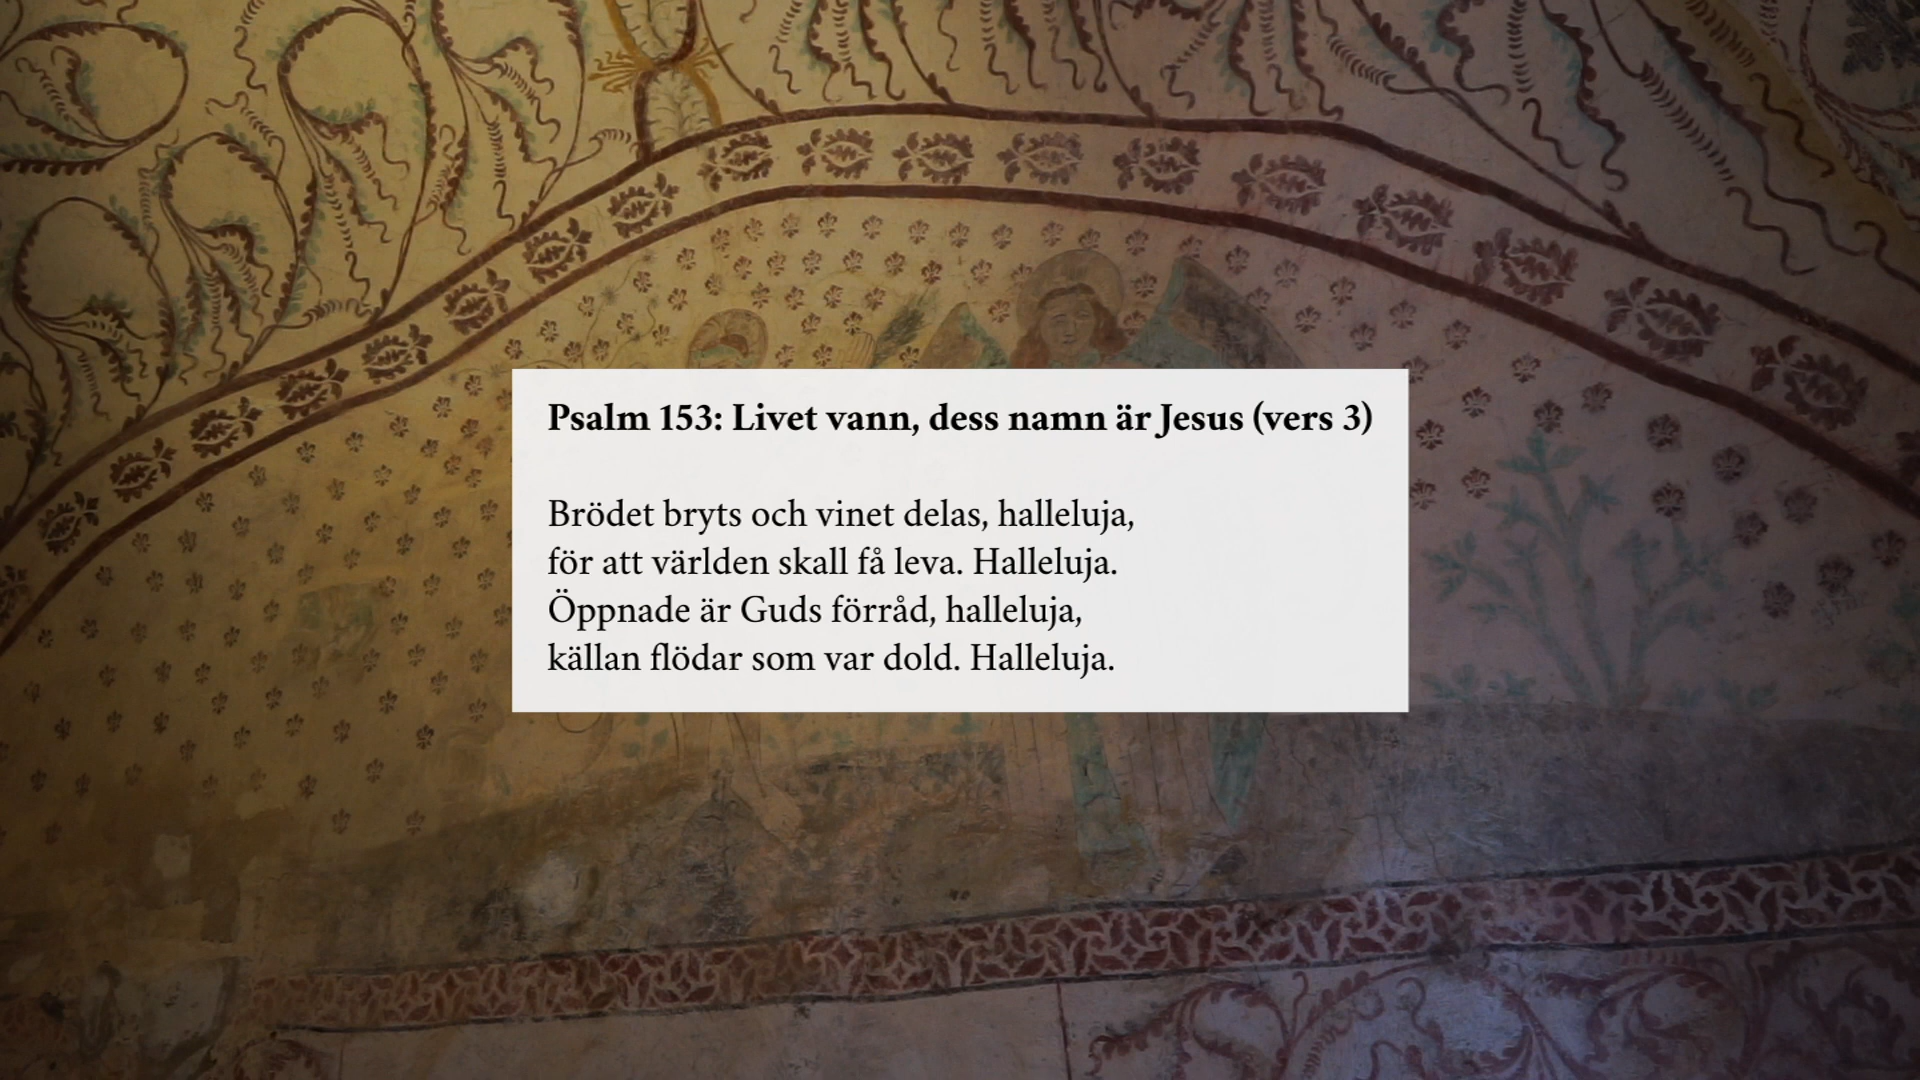 Psalm 153: Livet vann, dess namn är Jesus (vers 3)
Brödet bryts och vinet delas, halleluja,
för att världen skall få leva. Halleluja.
Öppnade är Guds förråd, halleluja,
källan flödar som var dold. Halleluja.